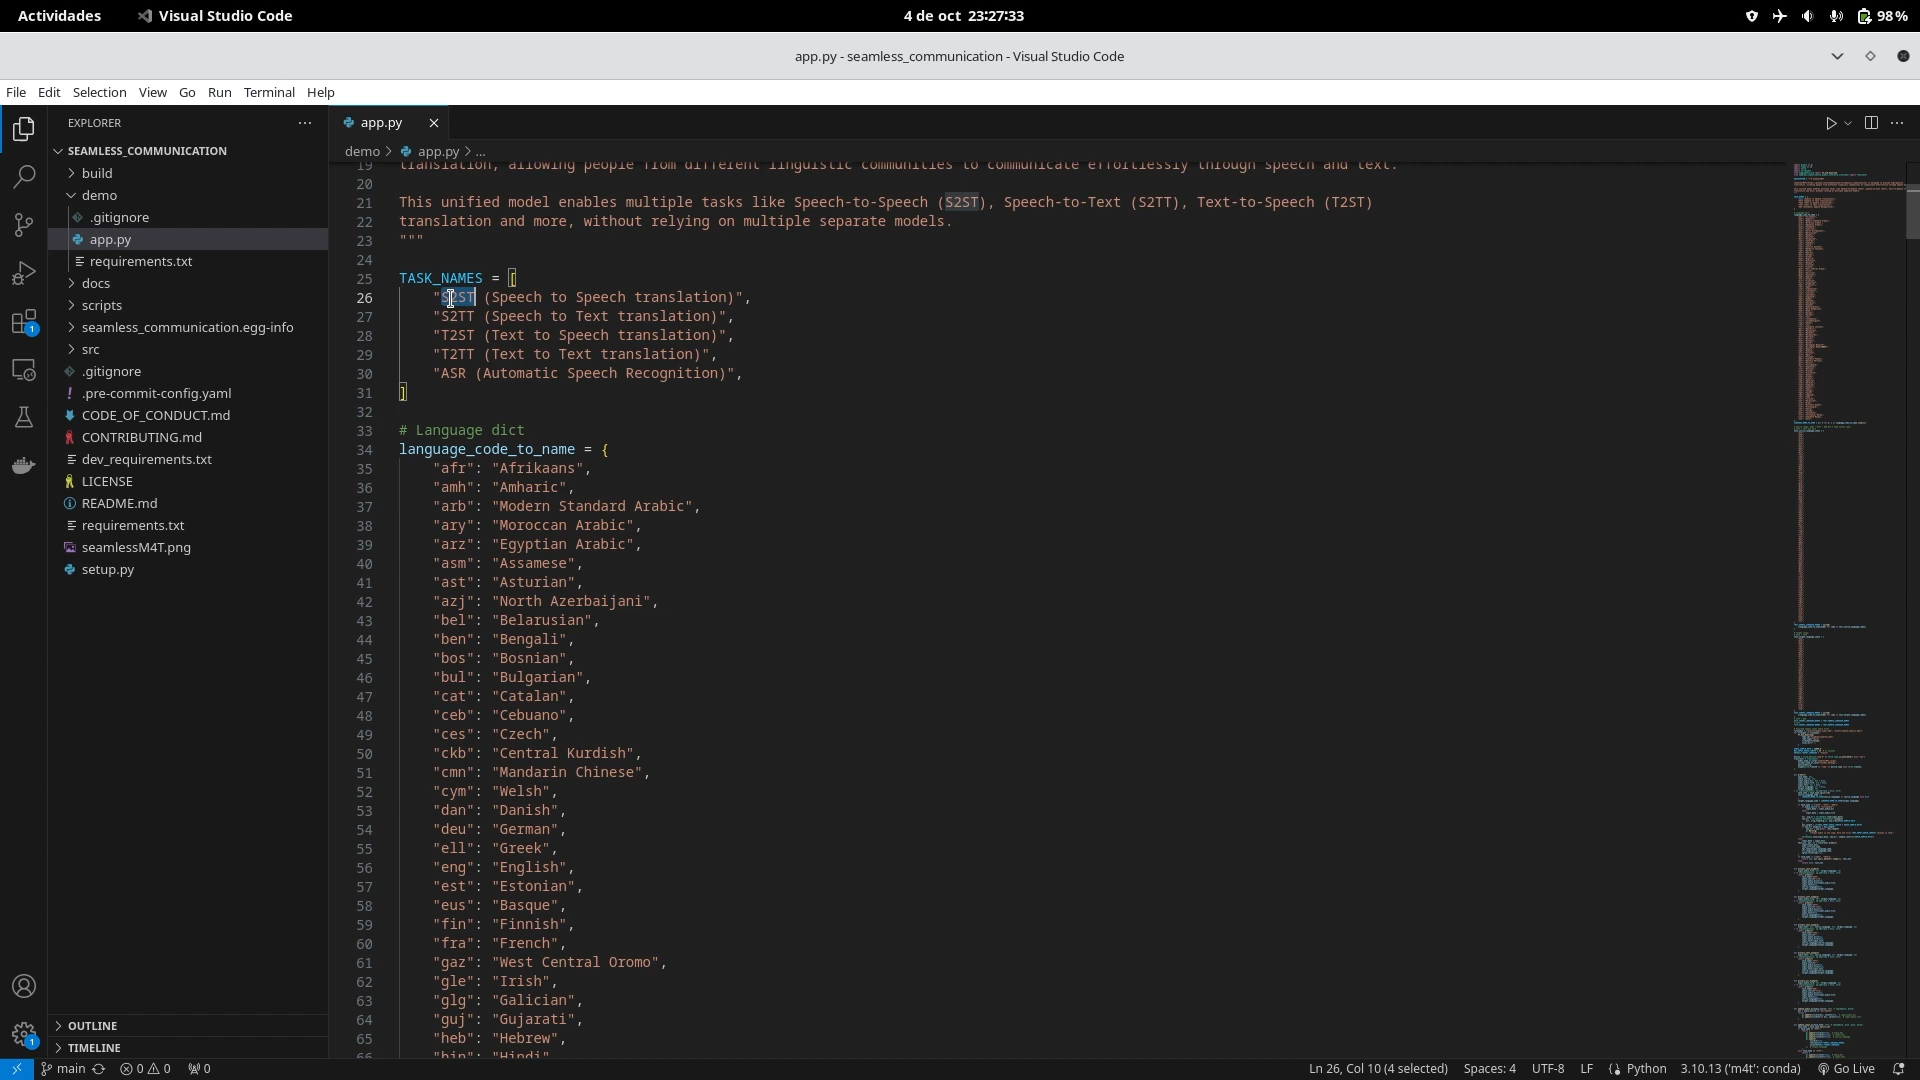 Actividades
Visual Studio Code
4 de oct 23:27:33
98 %
app.py - seamless_communication - Visual Studio Code
File Edit Selection View Go Run Terminal Help
EXPLORER
SEAMLESS_COMMUNICATION
build
demo
.gitignore
app.py
requirements.txt
docs
scripts
seamless_communication.egg-info
src
.gitignore
.pre-commit-config.yaml
CODE_OF_CONDUCT.md
CONTRIBUTING.md
dev_requirements.txt
LICENSE
README.md
requirements.txt
seamlessM4T.png
setup.py
OUTLINE
TIMELINE
1
1
app.py
demo > app.py > ...
19 translation, allowing people from different linguistic communities to communicate effortlessly through speech and text.
20
21 This unified model enables multiple tasks like Speech-to-Speech (S2ST), Speech-to-Text (S2TT), Text-to-Speech (T2ST)
22 translation and more, without relying on multiple separate models.
23 """
24
25 TASK_NAMES = [
26 "S2ST (Speech to Speech translation)",
27 "S2TT (Speech to Text translation)",
28 "T2ST (Text to Speech translation)",
29 "T2TT (Text to Text translation)",
30 "ASR (Automatic Speech Recognition)",
31 ]
32
33 # Language dict
34 language_code_to_name = {
35 "afr": "Afrikaans",
36 "amh": "Amharic",
37 "arb": "Modern Standard Arabic",
38 "ary": "Moroccan Arabic",
39 "arz": "Egyptian Arabic",
40 "asm": "Assamese",
41 "ast": "Asturian",
42 "azj": "North Azerbaijani",
43 "bel": "Belarusian",
44 "ben": "Bengali",
45 "bos": "Bosnian",
46 "bul": "Bulgarian",
47 "cat": "Catalan",
48 "ceb": "Cebuano",
49 "ces": "Czech",
50 "ckb": "Central Kurdish",
51 "cmn": "Mandarin Chinese",
52 "cym": "Welsh",
53 "dan": "Danish",
54 "deu": "German",
55 "ell": "Greek",
56 "eng": "English",
57 "est": "Estonian",
58 "eus": "Basque",
59 "fin": "Finnish",
60 "fra": "French",
61 "gaz": "West Central Oromo",
62 "gle": "Irish",
63 "glg": "Galician",
64 "guj": "Gujarati",
65 "heb": "Hebrew",
66 "hin": "Hindi",
main 0 0 0
Ln 26, Col 10 (4 selected) Spaces: 4 UTF-8 LF Python 3.10.13 ('m4t': conda) Go Live